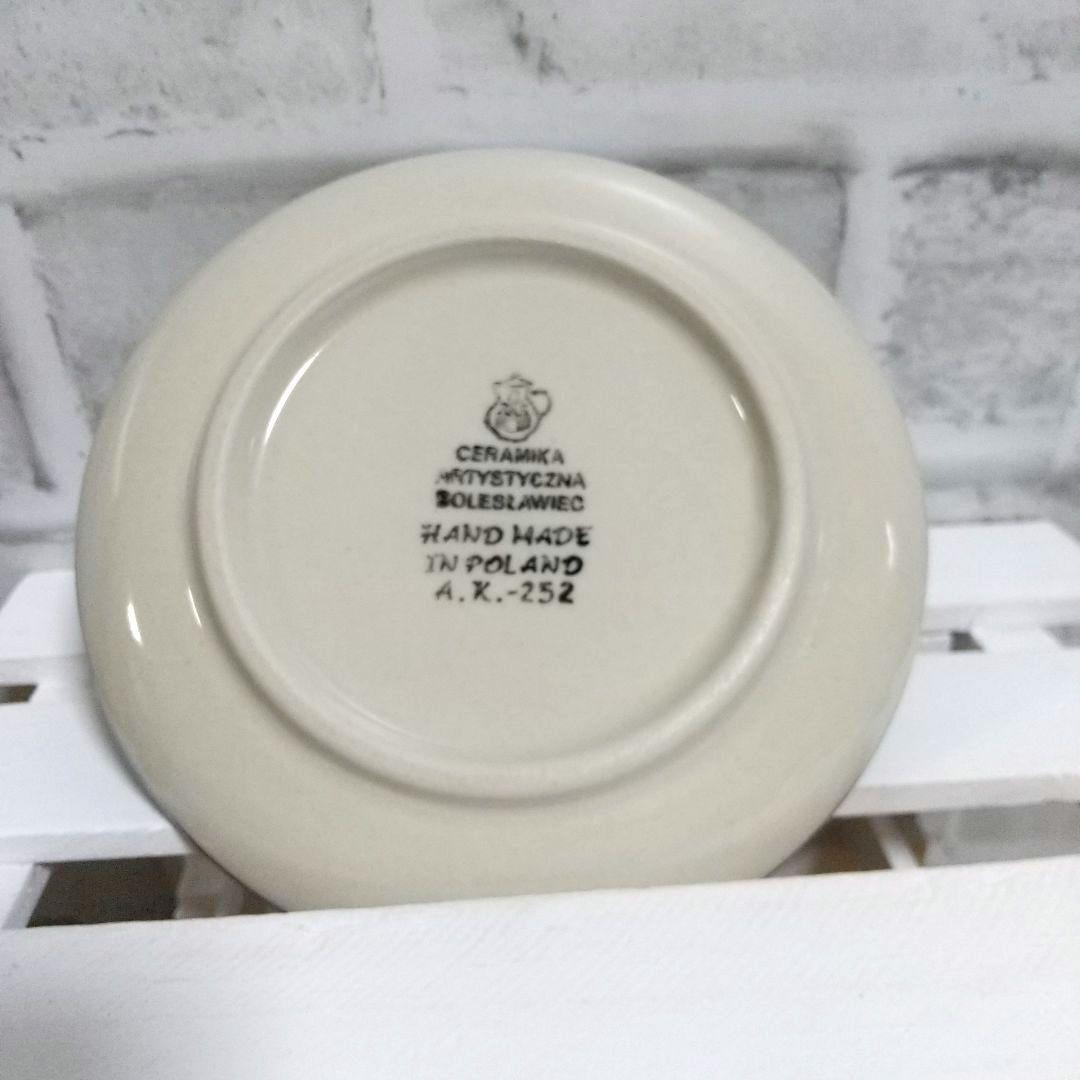 CERAMIKA
ARTYSTYCZNA
BOLESŁAWIEC
HAND MADE
IN POLAND
A.K.-252